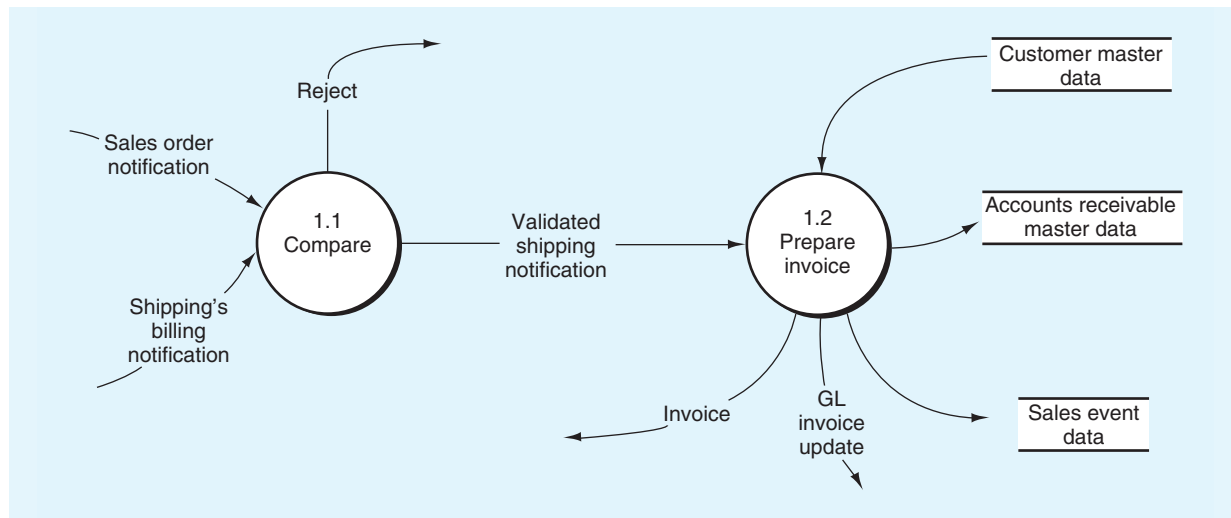 Reject
Customer master
data
Sales order
notification
1.1
Compare
Validated
shipping
notification
1.2
Prepare
invoice
Accounts receivable
master data
Shipping’s
billing
notification
Invoice
GL
invoice
update
Sales event
data